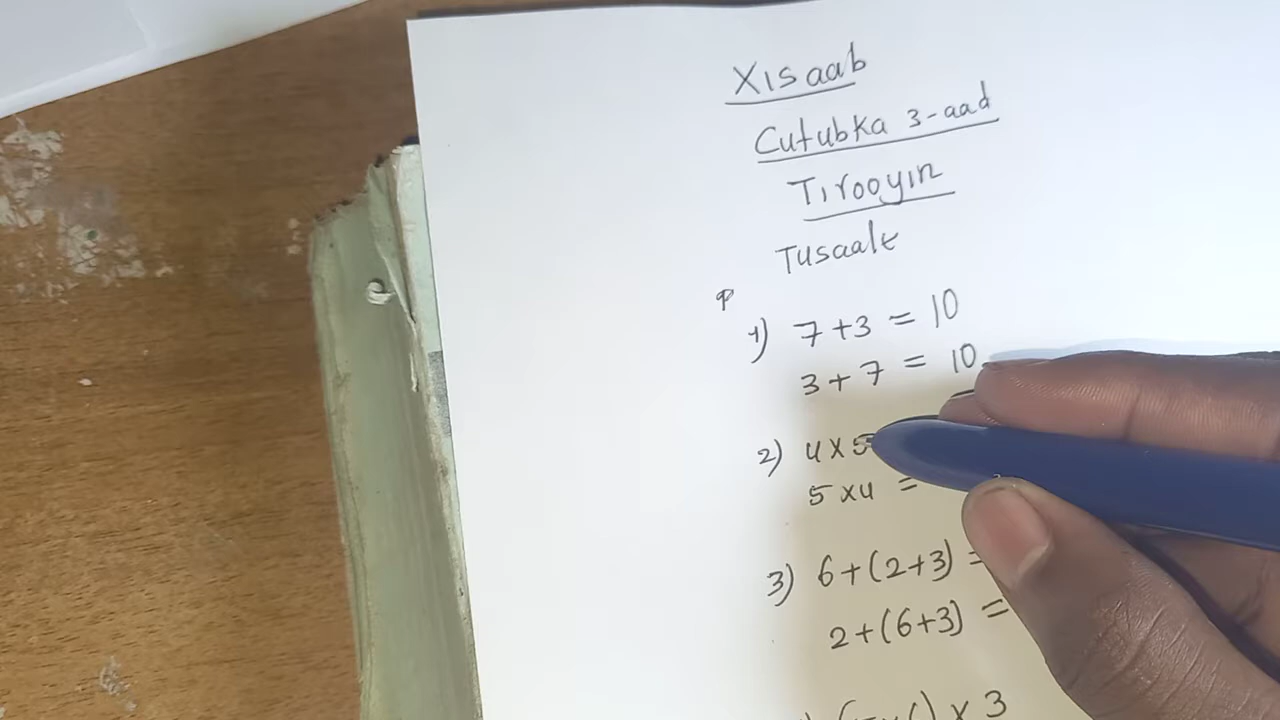 Xisaab
Cutubka 3-aad
Tirooyin
Tusaale
1) 7+3 = 10
3+7 = 10
2) 4x5
5x4 =
3) 6+(2+3) =
2+(6+3) =
x 3